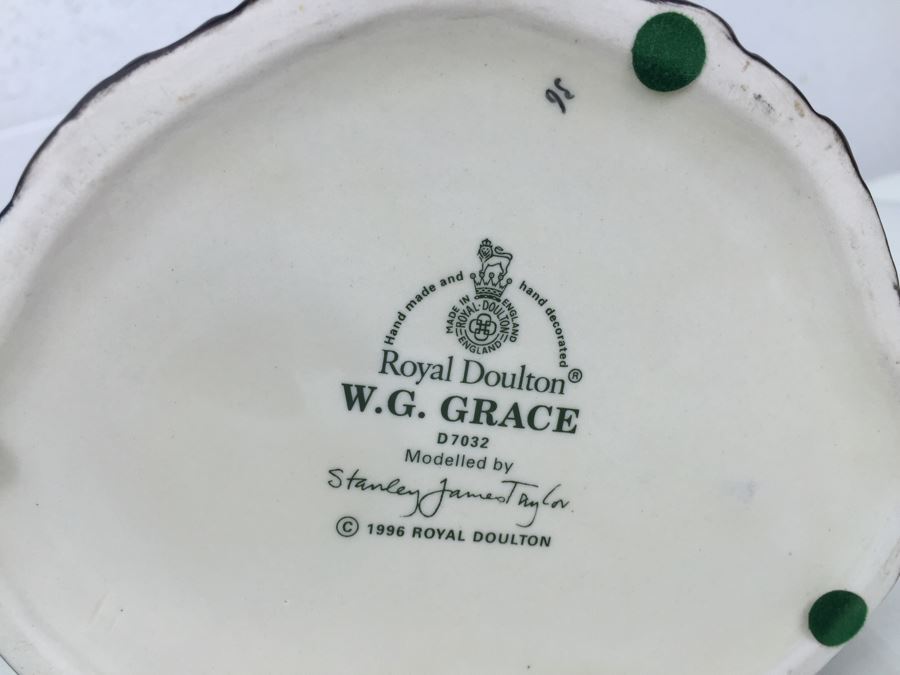 36
Hand made and hand decorated
MADE IN ENGLAND
ROYAL · DOULTON
ENGLAND
Royal Doulton®
W.G. GRACE
D7032
Modelled by
Stanley James Taylor.
© 1996 ROYAL DOULTON